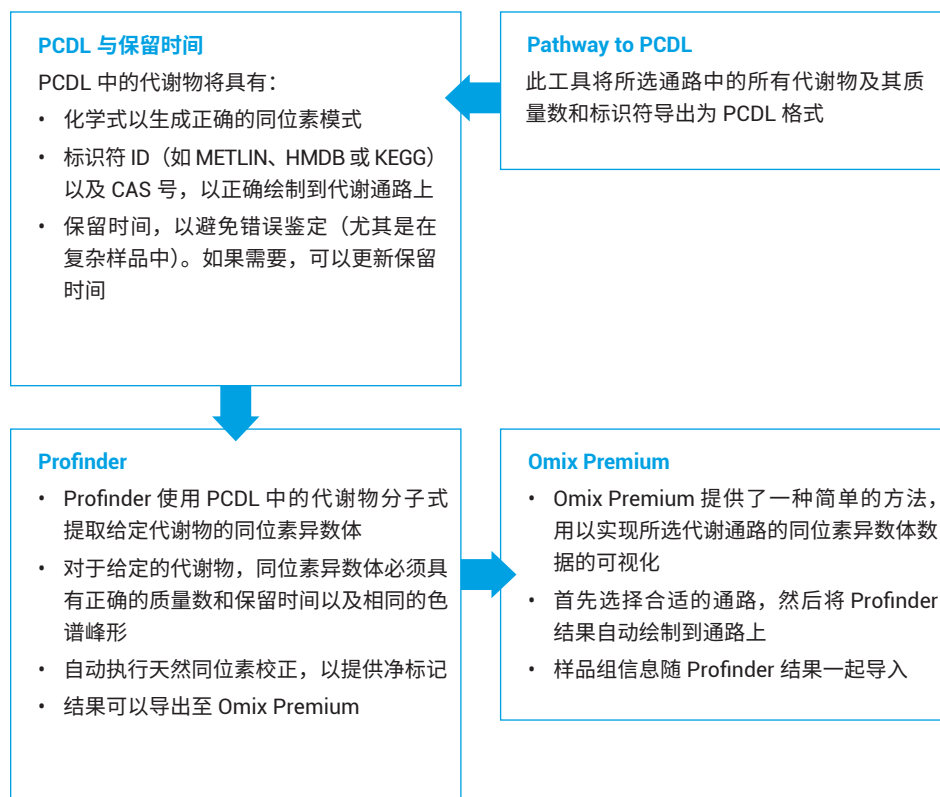 PCDL 与保留时间
PCDL 中的代谢物将具有：
• 化学式以生成正确的同位素模式
• 标识符 ID（如 METLIN、HMDB 或 KEGG）
以及 CAS 号，以正确绘制到代谢通路上
• 保留时间，以避免错误鉴定（尤其是在
复杂样品中）。如果需要，可以更新保留
时间
Pathway to PCDL
此工具将所选通路中的所有代谢物及其质
量数和标识符导出为 PCDL 格式
Profinder
• Profinder 使用 PCDL 中的代谢物分子式
提取给定代谢物的同位素异数体
• 对于给定的代谢物，同位素异数体必须具
有正确的质量数和保留时间以及相同的色
谱峰形
• 自动执行天然同位素校正，以提供净标记
• 结果可以导出至 Omix Premium
Omix Premium
• Omix Premium 提供了一种简单的方法，
用以实现所选代谢通路的同位素异数体数
据的可视化
• 首先选择合适的通路，然后将 Profinder
结果自动绘制到通路上
• 样品组信息随 Profinder 结果一起导入